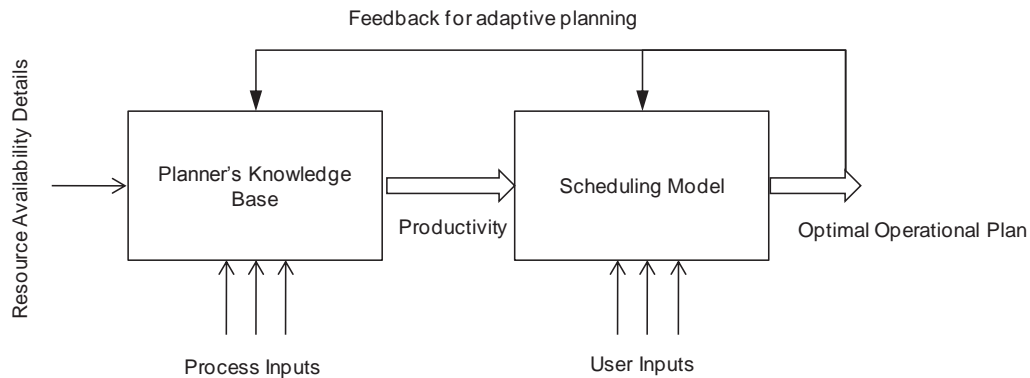 Feedback for adaptive planning
Resource Availability Details
Planner’s Knowledge
Base
Productivity
Scheduling Model
Optimal Operational Plan
Process Inputs
User Inputs